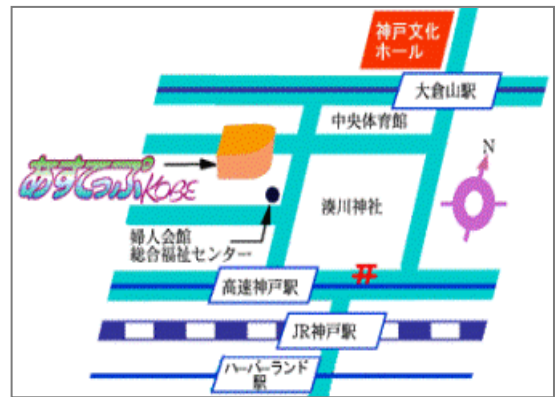 神戸文化
ホール
大倉山駅
中央体育館
あすてっぷKOBE
N
湊川神社
婦人会館
総合福祉センター
高速神戸駅
JR神戸駅
ハーバーランド
駅